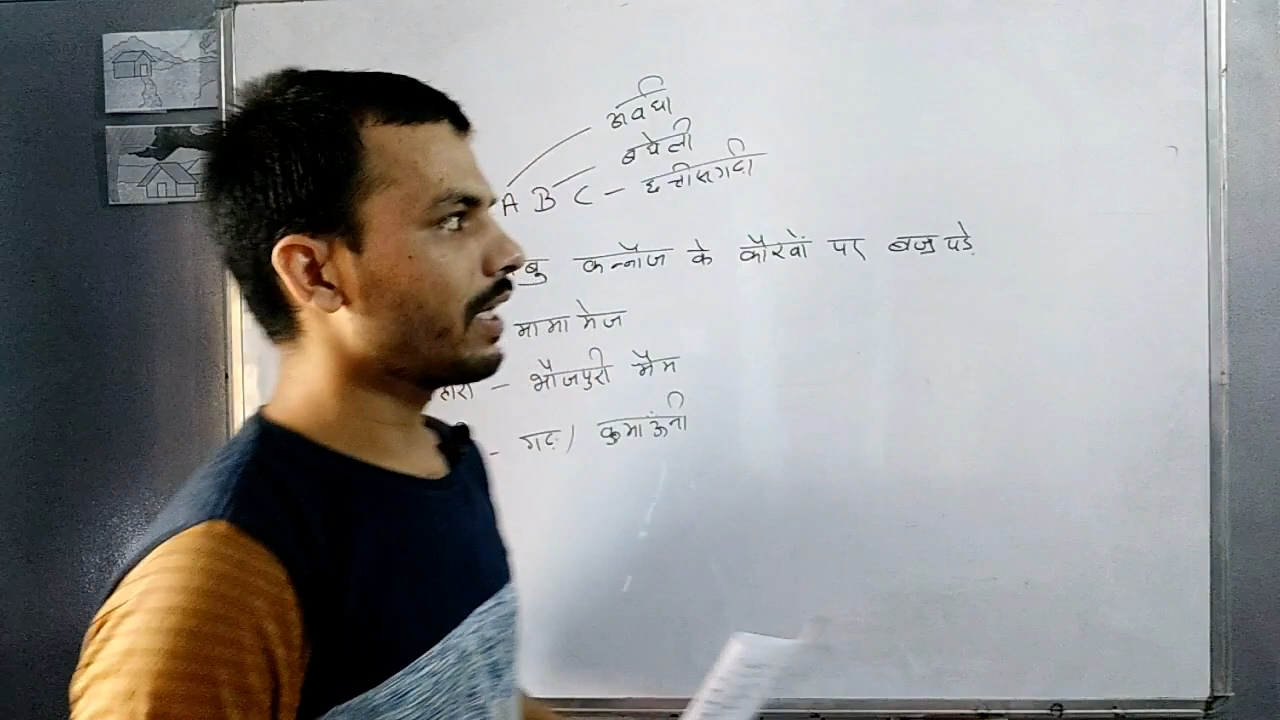 अवधी
बघेली
A B C - छत्तीसगढ़ी
बु कन्नौज के कौरवों पर बज्र पड़े
मामा मेज
हारी - भोजपुरी मैम
- गढ़ / कुमाऊंनी